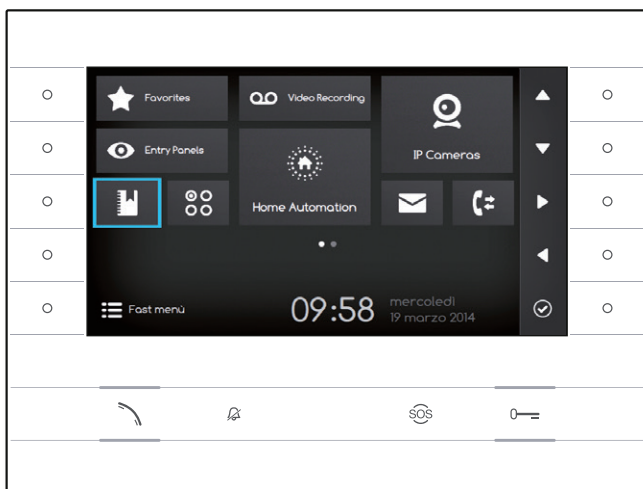 Favorites
Video Recording
Entry Panels
IP Cameras
Home Automation
Fast menù
09:58
mercoledì
19 marzo 2014
SOS